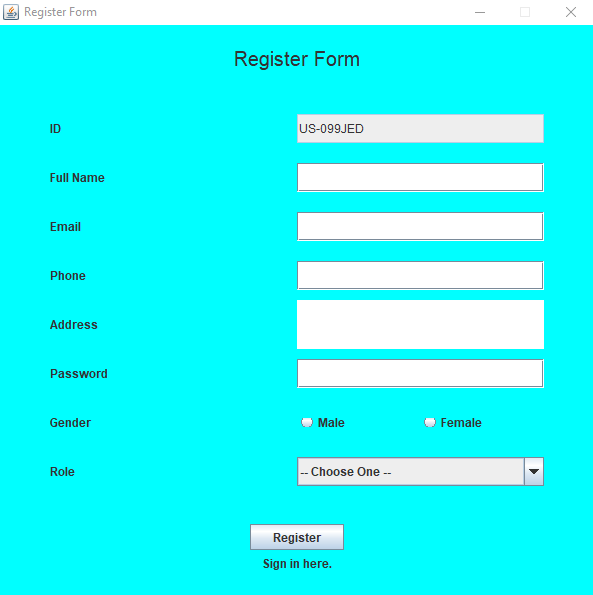 Register Form
Register Form
ID
US-099JED
Full Name
Email
Phone
Address
Password
Gender
Male Female
Role
-- Choose One --
Register
Sign in here.